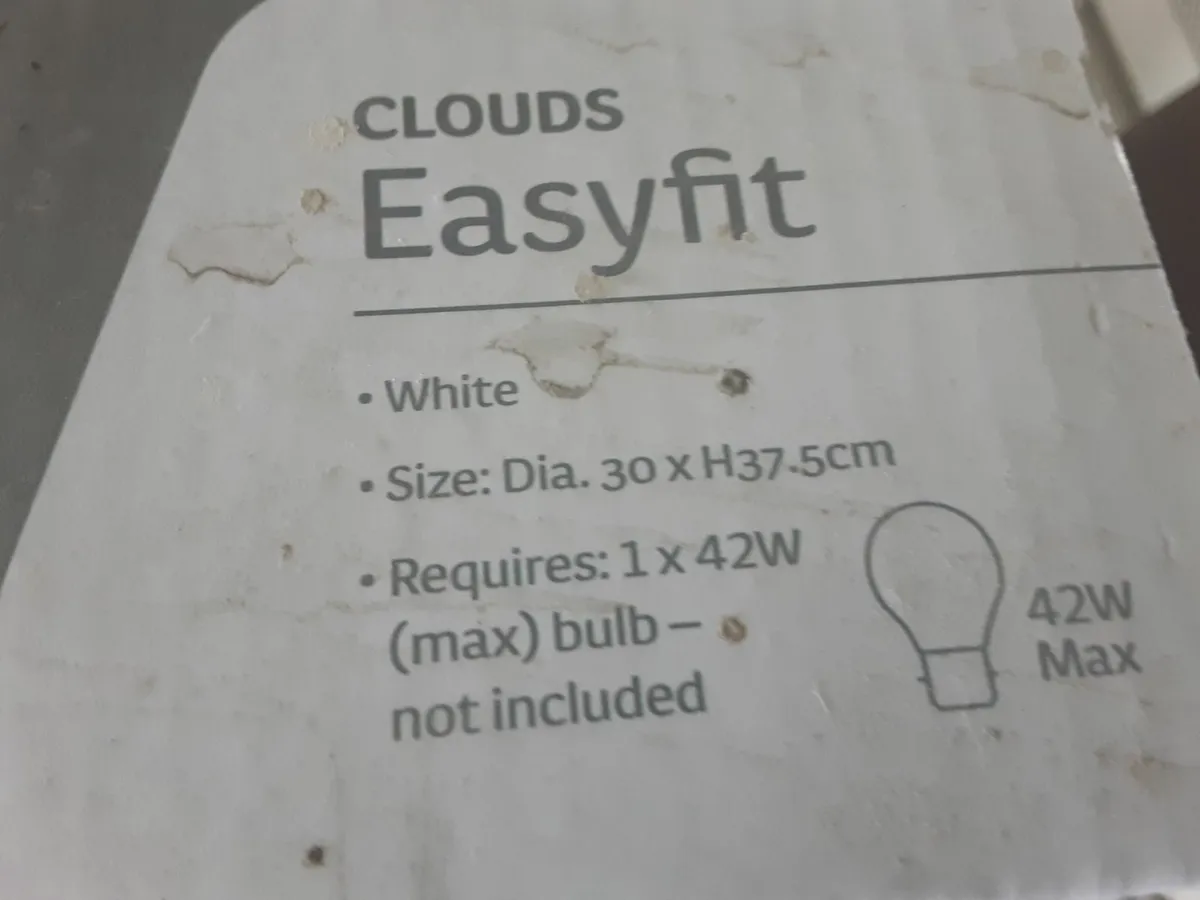 CLOUDS
Easyfit
• White
• Size: Dia. 30 x H37.5cm
• Requires: 1 x 42W
(max) bulb – 
not included
42W
Max